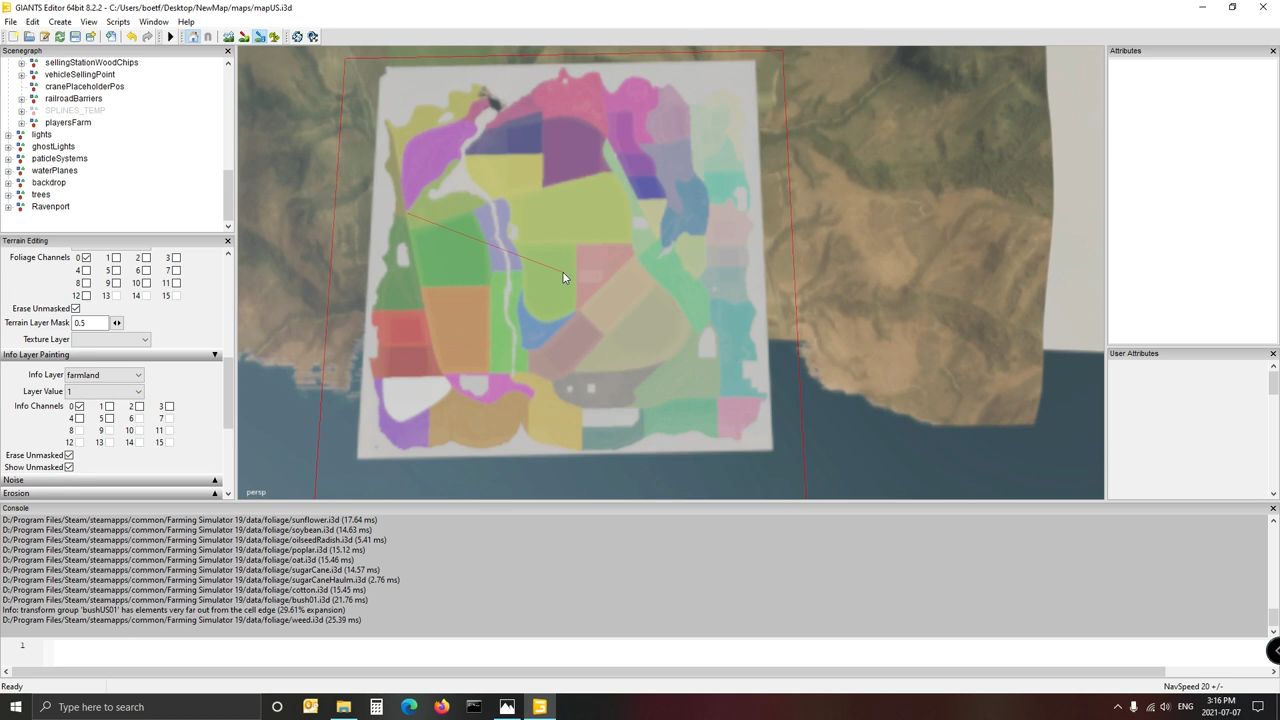 GIANTS Editor 64bit 8.2.2 - C:/Users/boetf/Desktop/NewMap/maps/mapUS.i3d
File Edit Create View Scripts Window Help
Scenegraph
sellingStationWoodChips
vehicleSellingPoint
cranePlaceholderPos
railroadBarriers
SPLINES_TEMP
playersFarm
lights
ghostLights
paticleSystems
waterPlanes
backdrop
trees
Ravenport
Terrain Editing
Foliage Channels 0 1 2 3
4 5 6 7
8 9 10 11
12 13 14 15
Erase Unmasked
Terrain Layer Mask 0.5
Texture Layer
Info Layer Painting
Info Layer farmland
Layer Value 1
Info Channels 0 1 2 3
4 5 6 7
8 9 10 11
12 13 14 15
Erase Unmasked
Show Unmasked
Noise
Erosion
persp
Attributes
User Attributes
Console
D:/Program Files/Steam/steamapps/common/Farming Simulator 19/data/foliage/sunflower.i3d (17.64 ms)
D:/Program Files/Steam/steamapps/common/Farming Simulator 19/data/foliage/soybean.i3d (14.63 ms)
D:/Program Files/Steam/steamapps/common/Farming Simulator 19/data/foliage/oilseedRadish.i3d (5.41 ms)
D:/Program Files/Steam/steamapps/common/Farming Simulator 19/data/foliage/poplar.i3d (15.12 ms)
D:/Program Files/Steam/steamapps/common/Farming Simulator 19/data/foliage/oat.i3d (15.46 ms)
D:/Program Files/Steam/steamapps/common/Farming Simulator 19/data/foliage/sugarCane.i3d (14.57 ms)
D:/Program Files/Steam/steamapps/common/Farming Simulator 19/data/foliage/sugarCaneHaulm.i3d (2.76 ms)
D:/Program Files/Steam/steamapps/common/Farming Simulator 19/data/foliage/cotton.i3d (15.45 ms)
D:/Program Files/Steam/steamapps/common/Farming Simulator 19/data/foliage/bush01.i3d (21.76 ms)
Info: transform group 'bushUS01' has elements very far out from the cell edge (29.61% expansion)
D:/Program Files/Steam/steamapps/common/Farming Simulator 19/data/foliage/weed.i3d (25.39 ms)
1
Ready
NavSpeed 20 +/-
Type here to search
ENG
3:16 PM
2021-07-07